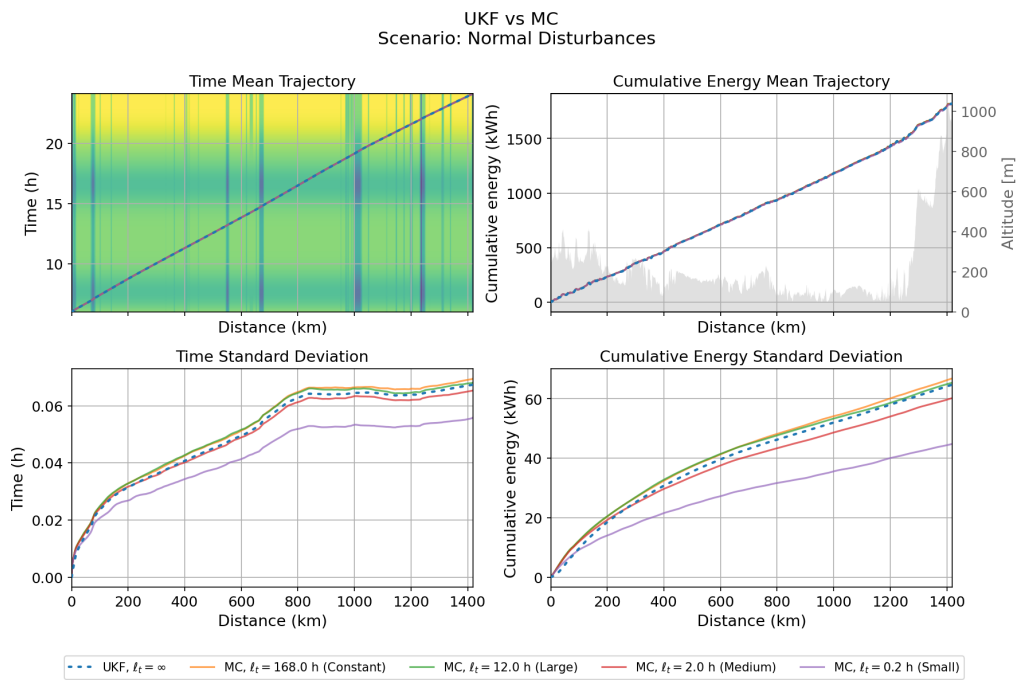 UKF vs MC
Scenario: Normal Disturbances
Time Mean Trajectory
Time (h)
20
15
10
Distance (km)
Cumulative Energy Mean Trajectory
Cumulative energy (kWh)
1500
1000
500
0
Distance (km)
Altitude [m]
1000
800
600
400
200
0
Time Standard Deviation
Time (h)
0.06
0.04
0.02
0.00
0 200 400 600 800 1000 1200 1400
Distance (km)
Cumulative Energy Standard Deviation
Cumulative energy (kWh)
60
40
20
0
0 200 400 600 800 1000 1200 1400
Distance (km)
UKF, ℓt = ∞ MC, ℓt = 168.0 h (Constant) MC, ℓt = 12.0 h (Large) MC, ℓt = 2.0 h (Medium) MC, ℓt = 0.2 h (Small)